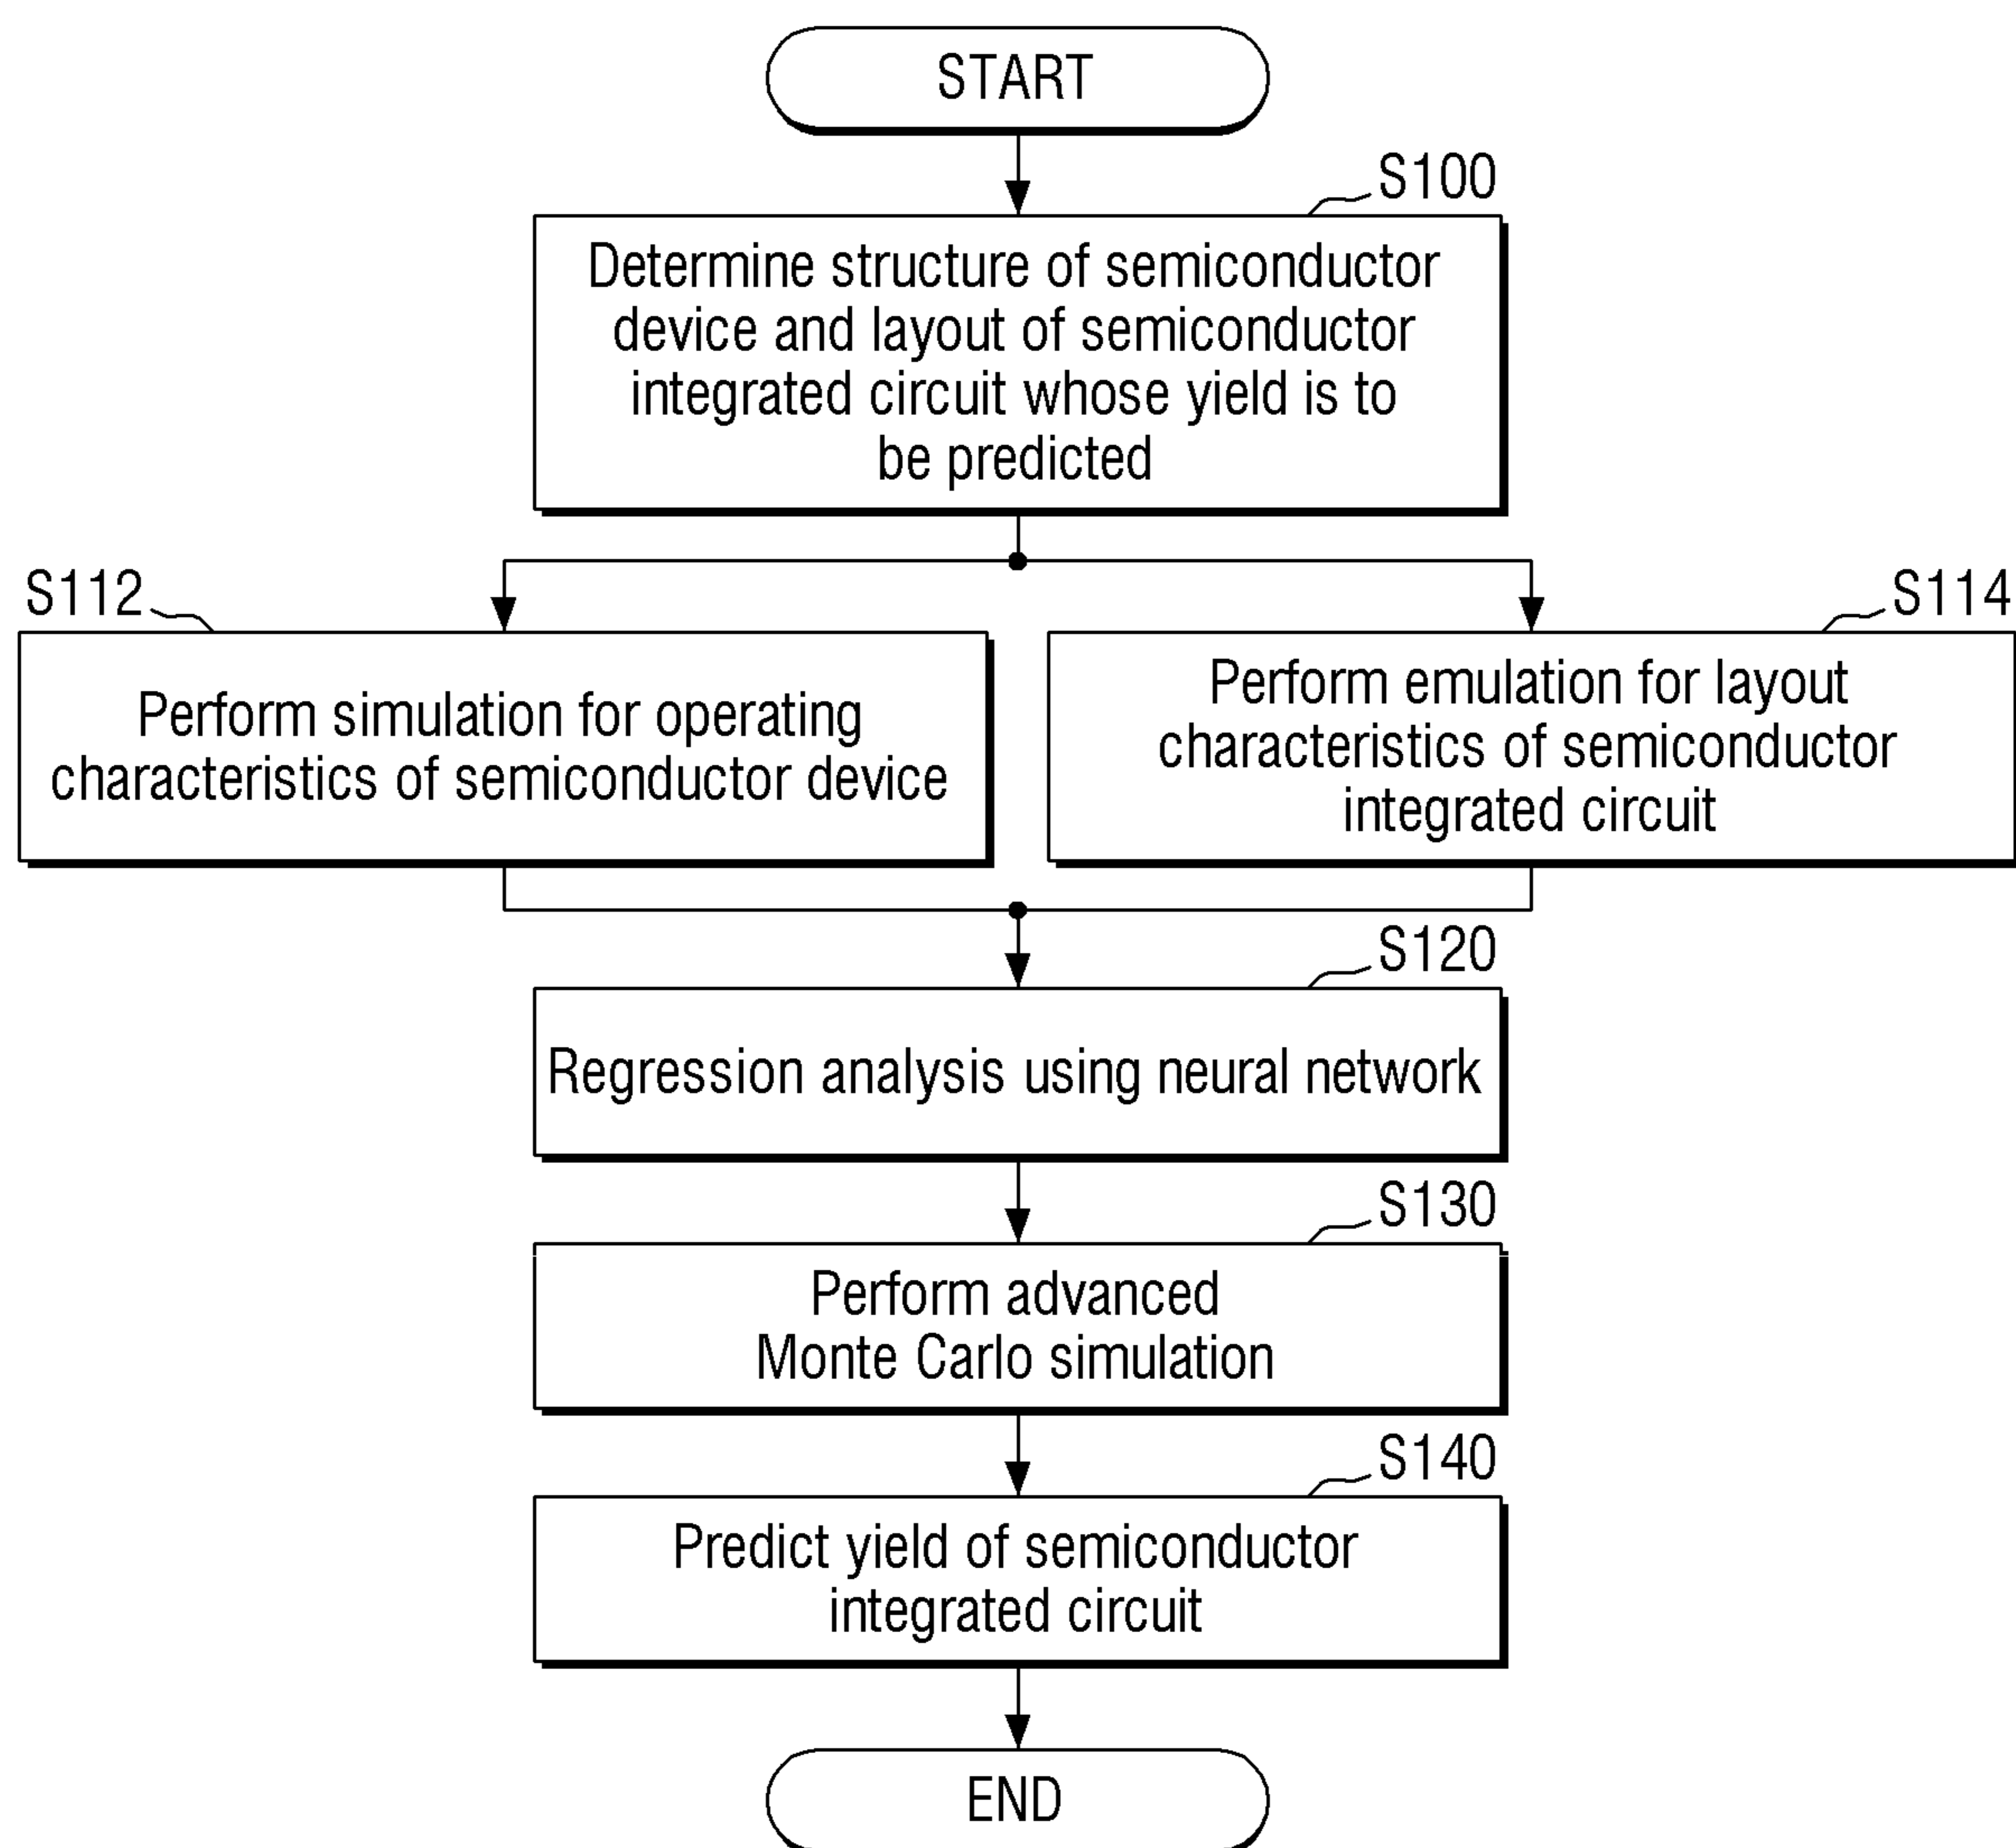 START
S100
Determine structure of semiconductor
device and layout of semiconductor
integrated circuit whose yield is to
be predicted
S112
Perform simulation for operating
characteristics of semiconductor device
S114
Perform emulation for layout
characteristics of semiconductor
integrated circuit
S120
Regression analysis using neural network
S130
Perform advanced
Monte Carlo simulation
S140
Predict yield of semiconductor
integrated circuit
END